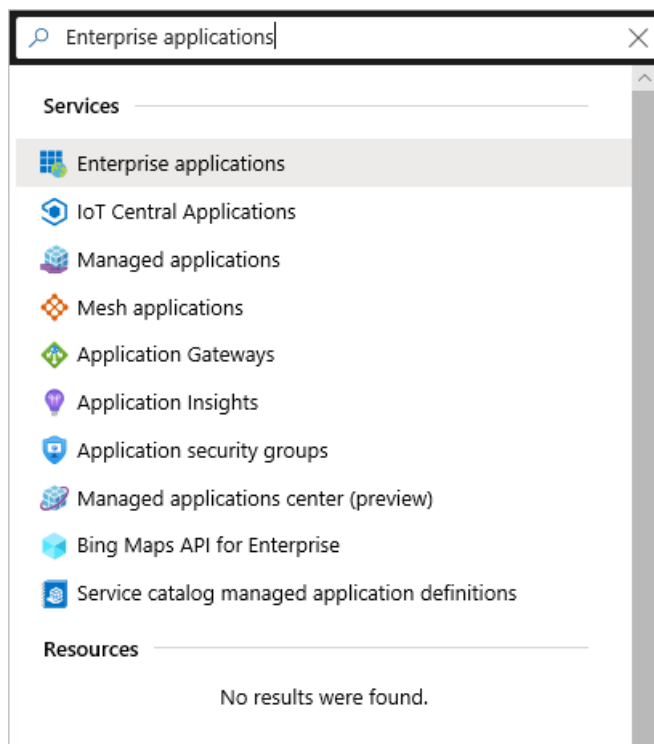 Enterprise applications
Services
Enterprise applications
IoT Central Applications
Managed applications
Mesh applications
Application Gateways
Application Insights
Application security groups
Managed applications center (preview)
Bing Maps API for Enterprise
Service catalog managed application definitions
Resources
No results were found.